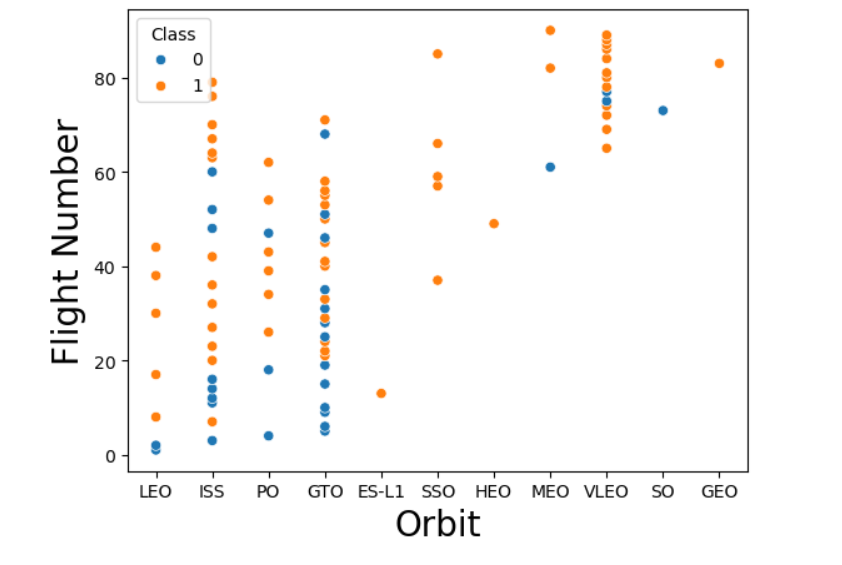 Class
0
1
Flight Number
80
60
40
20
0
LEO ISS PO GTO ES-L1 SSO HEO MEO VLEO SO GEO
Orbit